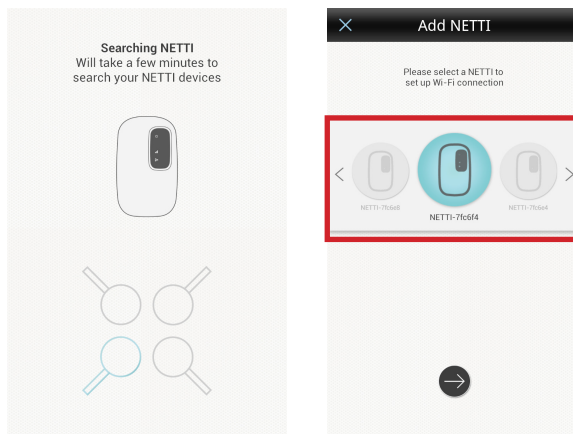 Searching NETTI
Will take a few minutes to
search your NETTI devices
Add NETTI
Please select a NETTI to
set up Wi-Fi connection
NETTI-7fc6e8
NETTI-7fc6f4
NETTI-7fc6e4